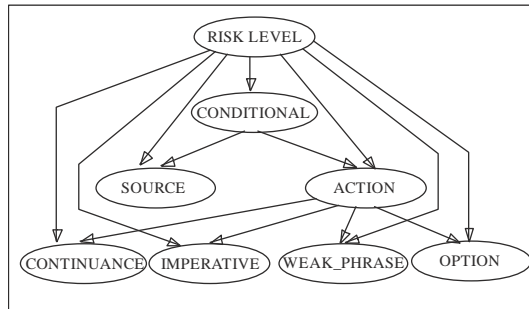 RISK LEVEL
CONDITIONAL
SOURCE
ACTION
CONTINUANCE
IMPERATIVE
WEAK_PHRASE
OPTION